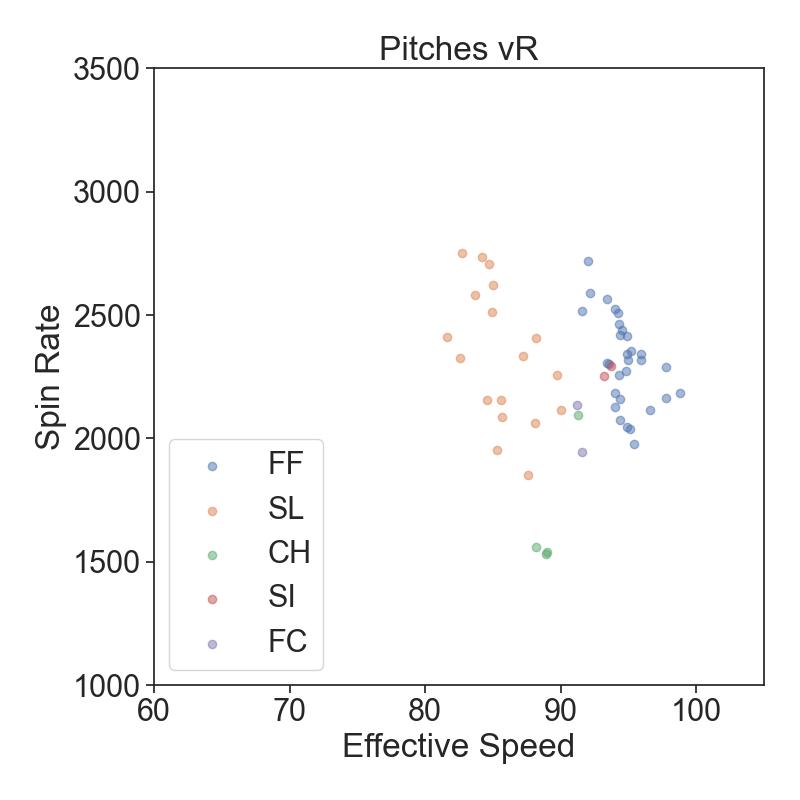 Pitches vR
3500
3000
2500
2000
1500
1000
Spin Rate
FF
SL
CH
SI
FC
60 70 80 90 100
Effective Speed